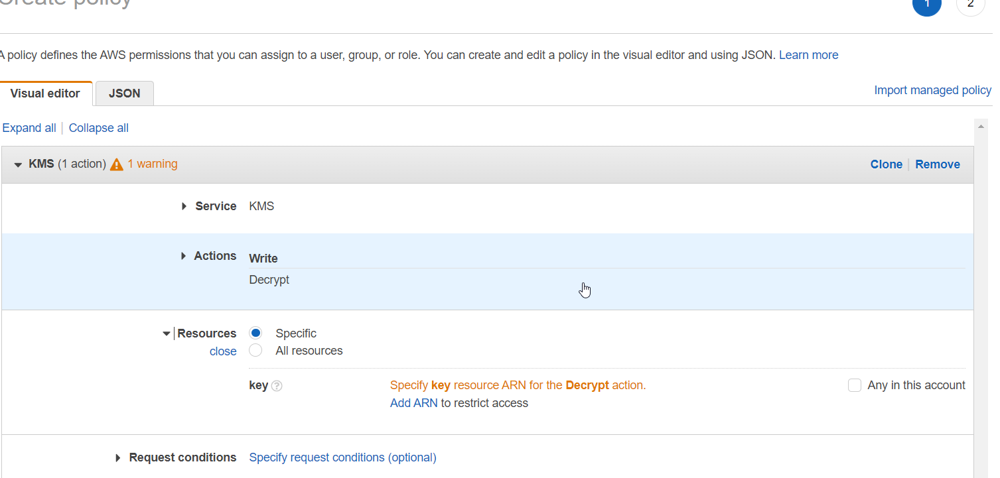 Create policy
1 2
A policy defines the AWS permissions that you can assign to a user, group, or role. You can create and edit a policy in the visual editor and using JSON. Learn more
Visual editor JSON
Import managed policy
Expand all | Collapse all
KMS (1 action) 1 warning Clone | Remove
Service KMS
Actions Write
Decrypt
Resources Specific
close All resources
key ? Specify key resource ARN for the Decrypt action. Any in this account
Add ARN to restrict access
Request conditions Specify request conditions (optional)